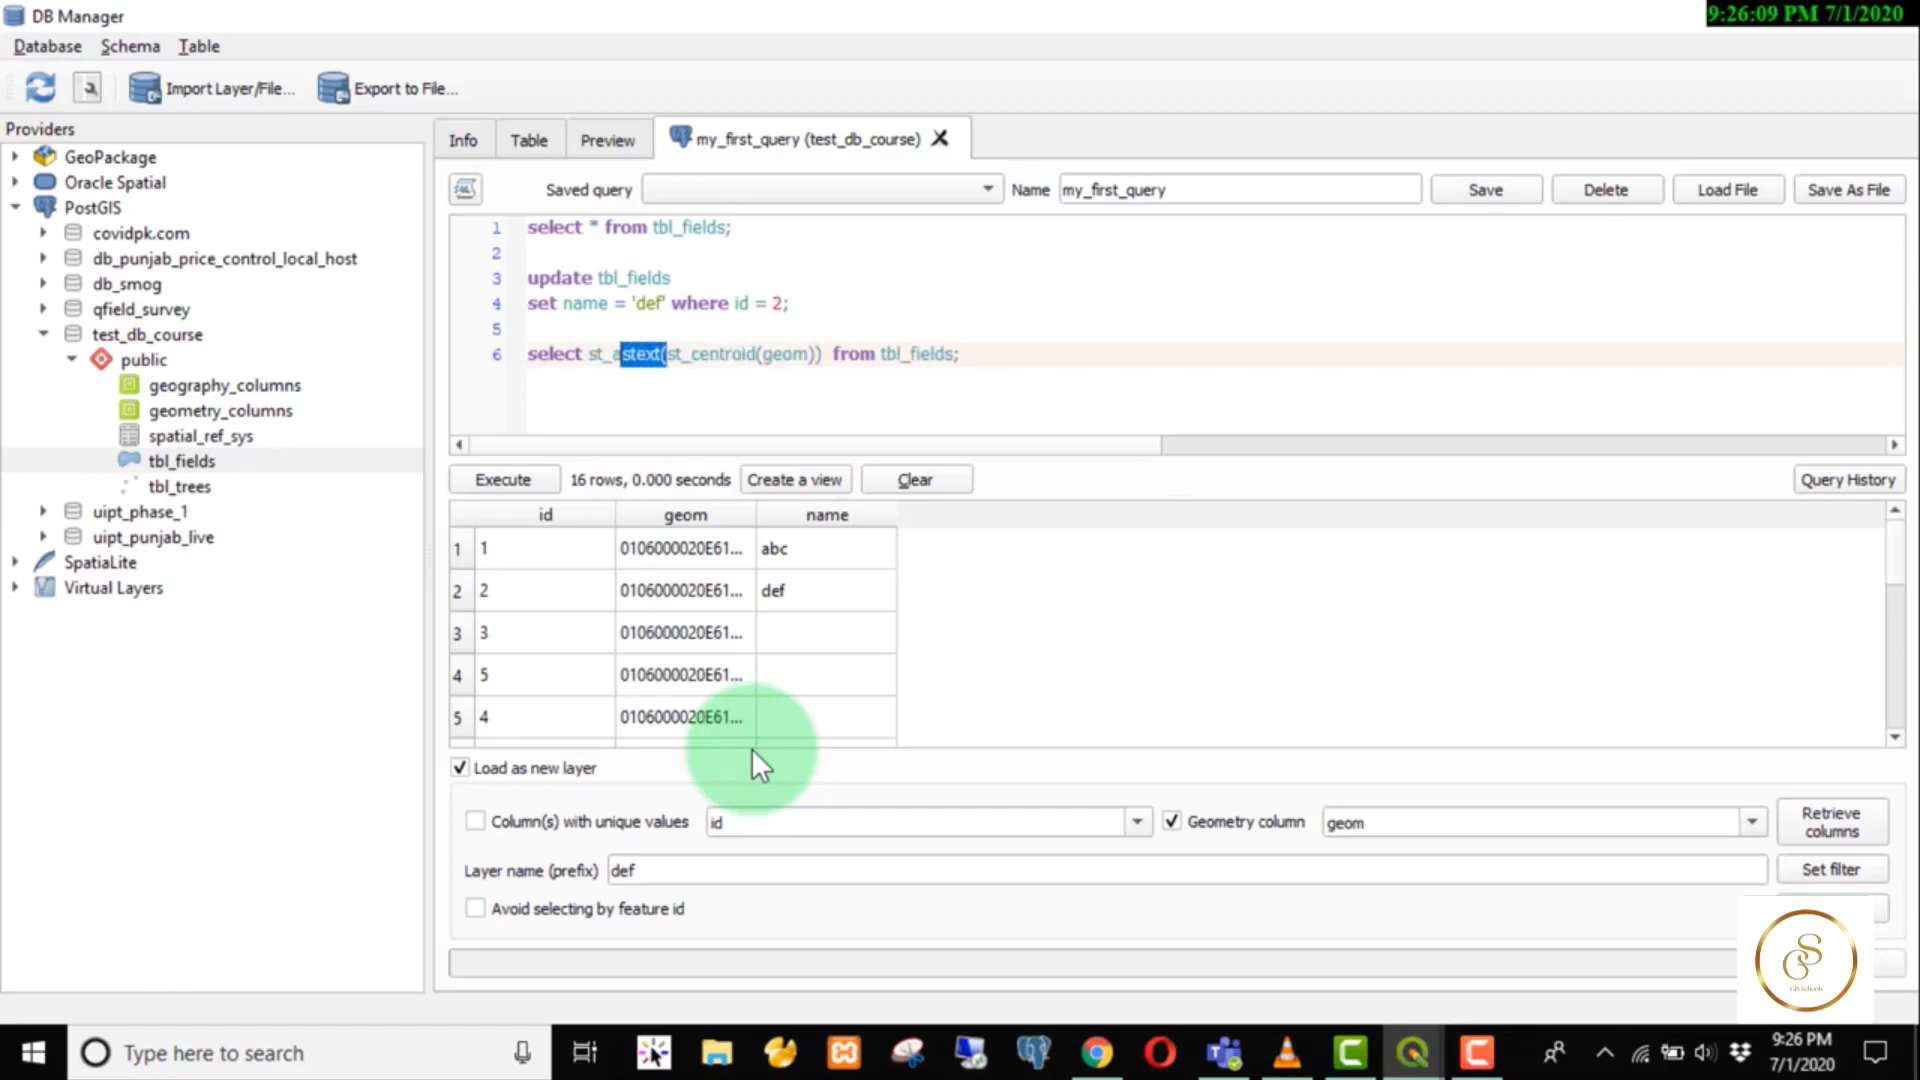 DB Manager
9:26:09 PM 7/1/2020
Database Schema Table
Import Layer/File... Export to File...
Providers
GeoPackage
Oracle Spatial
PostGIS
covidpk.com
db_punjab_price_control_local_host
db_smog
qfield_survey
test_db_course
public
geography_columns
geometry_columns
spatial_ref_sys
tbl_fields
tbl_trees
uipt_phase_1
uipt_punjab_live
SpatiaLite
Virtual Layers
Info Table Preview my_first_query (test_db_course)
Saved query Name my_first_query Save Delete Load File Save As File
1 select * from tbl_fields;
2
3 update tbl_fields
4 set name = 'def' where id = 2;
5
6 select st_astext(st_centroid(geom)) from tbl_fields;
Execute 16 rows, 0.000 seconds Create a view Clear Query History
id geom name
1 1 0106000020E61... abc
2 2 0106000020E61... def
3 3 0106000020E61...
4 5 0106000020E61...
5 4 0106000020E61...
Load as new layer
Column(s) with unique values id Geometry column geom Retrieve columns
Layer name (prefix) def Set filter
Avoid selecting by feature id
GIS Schools
Type here to search
9:26 PM
7/1/2020